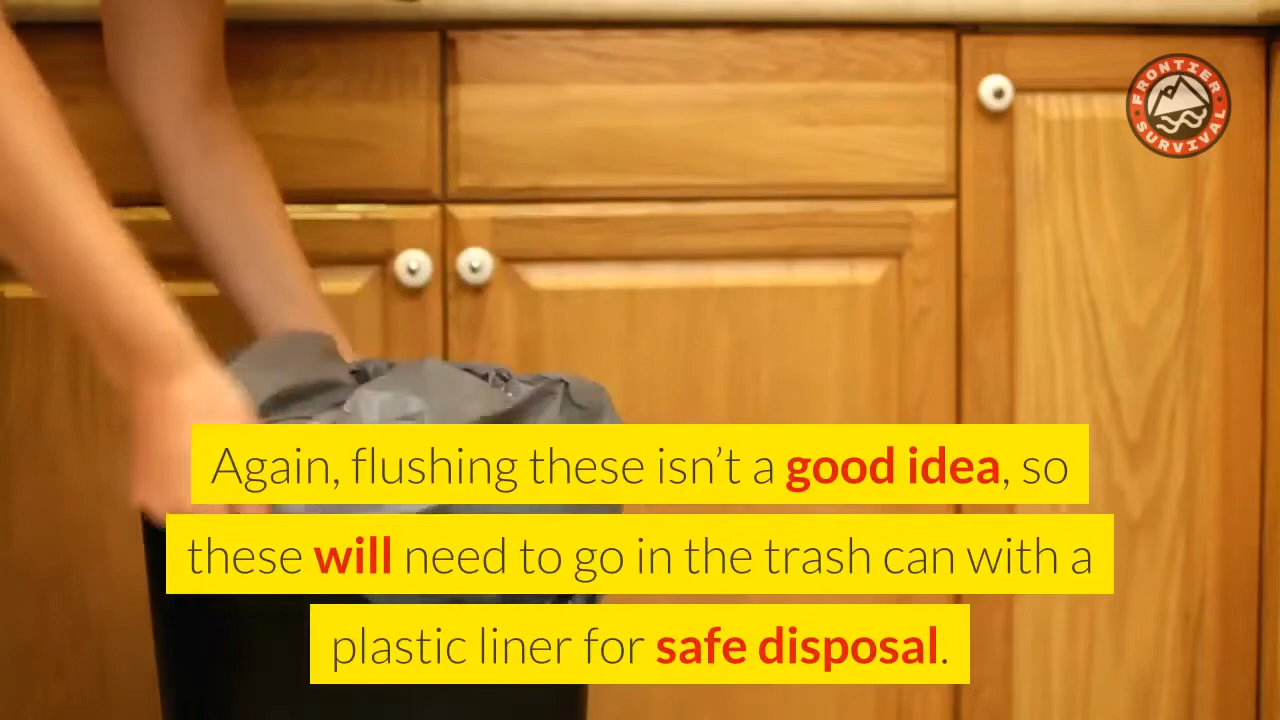 FRONTIER
SURVIVAL
Again, flushing these isn’t a good idea, so
these will need to go in the trash can with a
plastic liner for safe disposal.